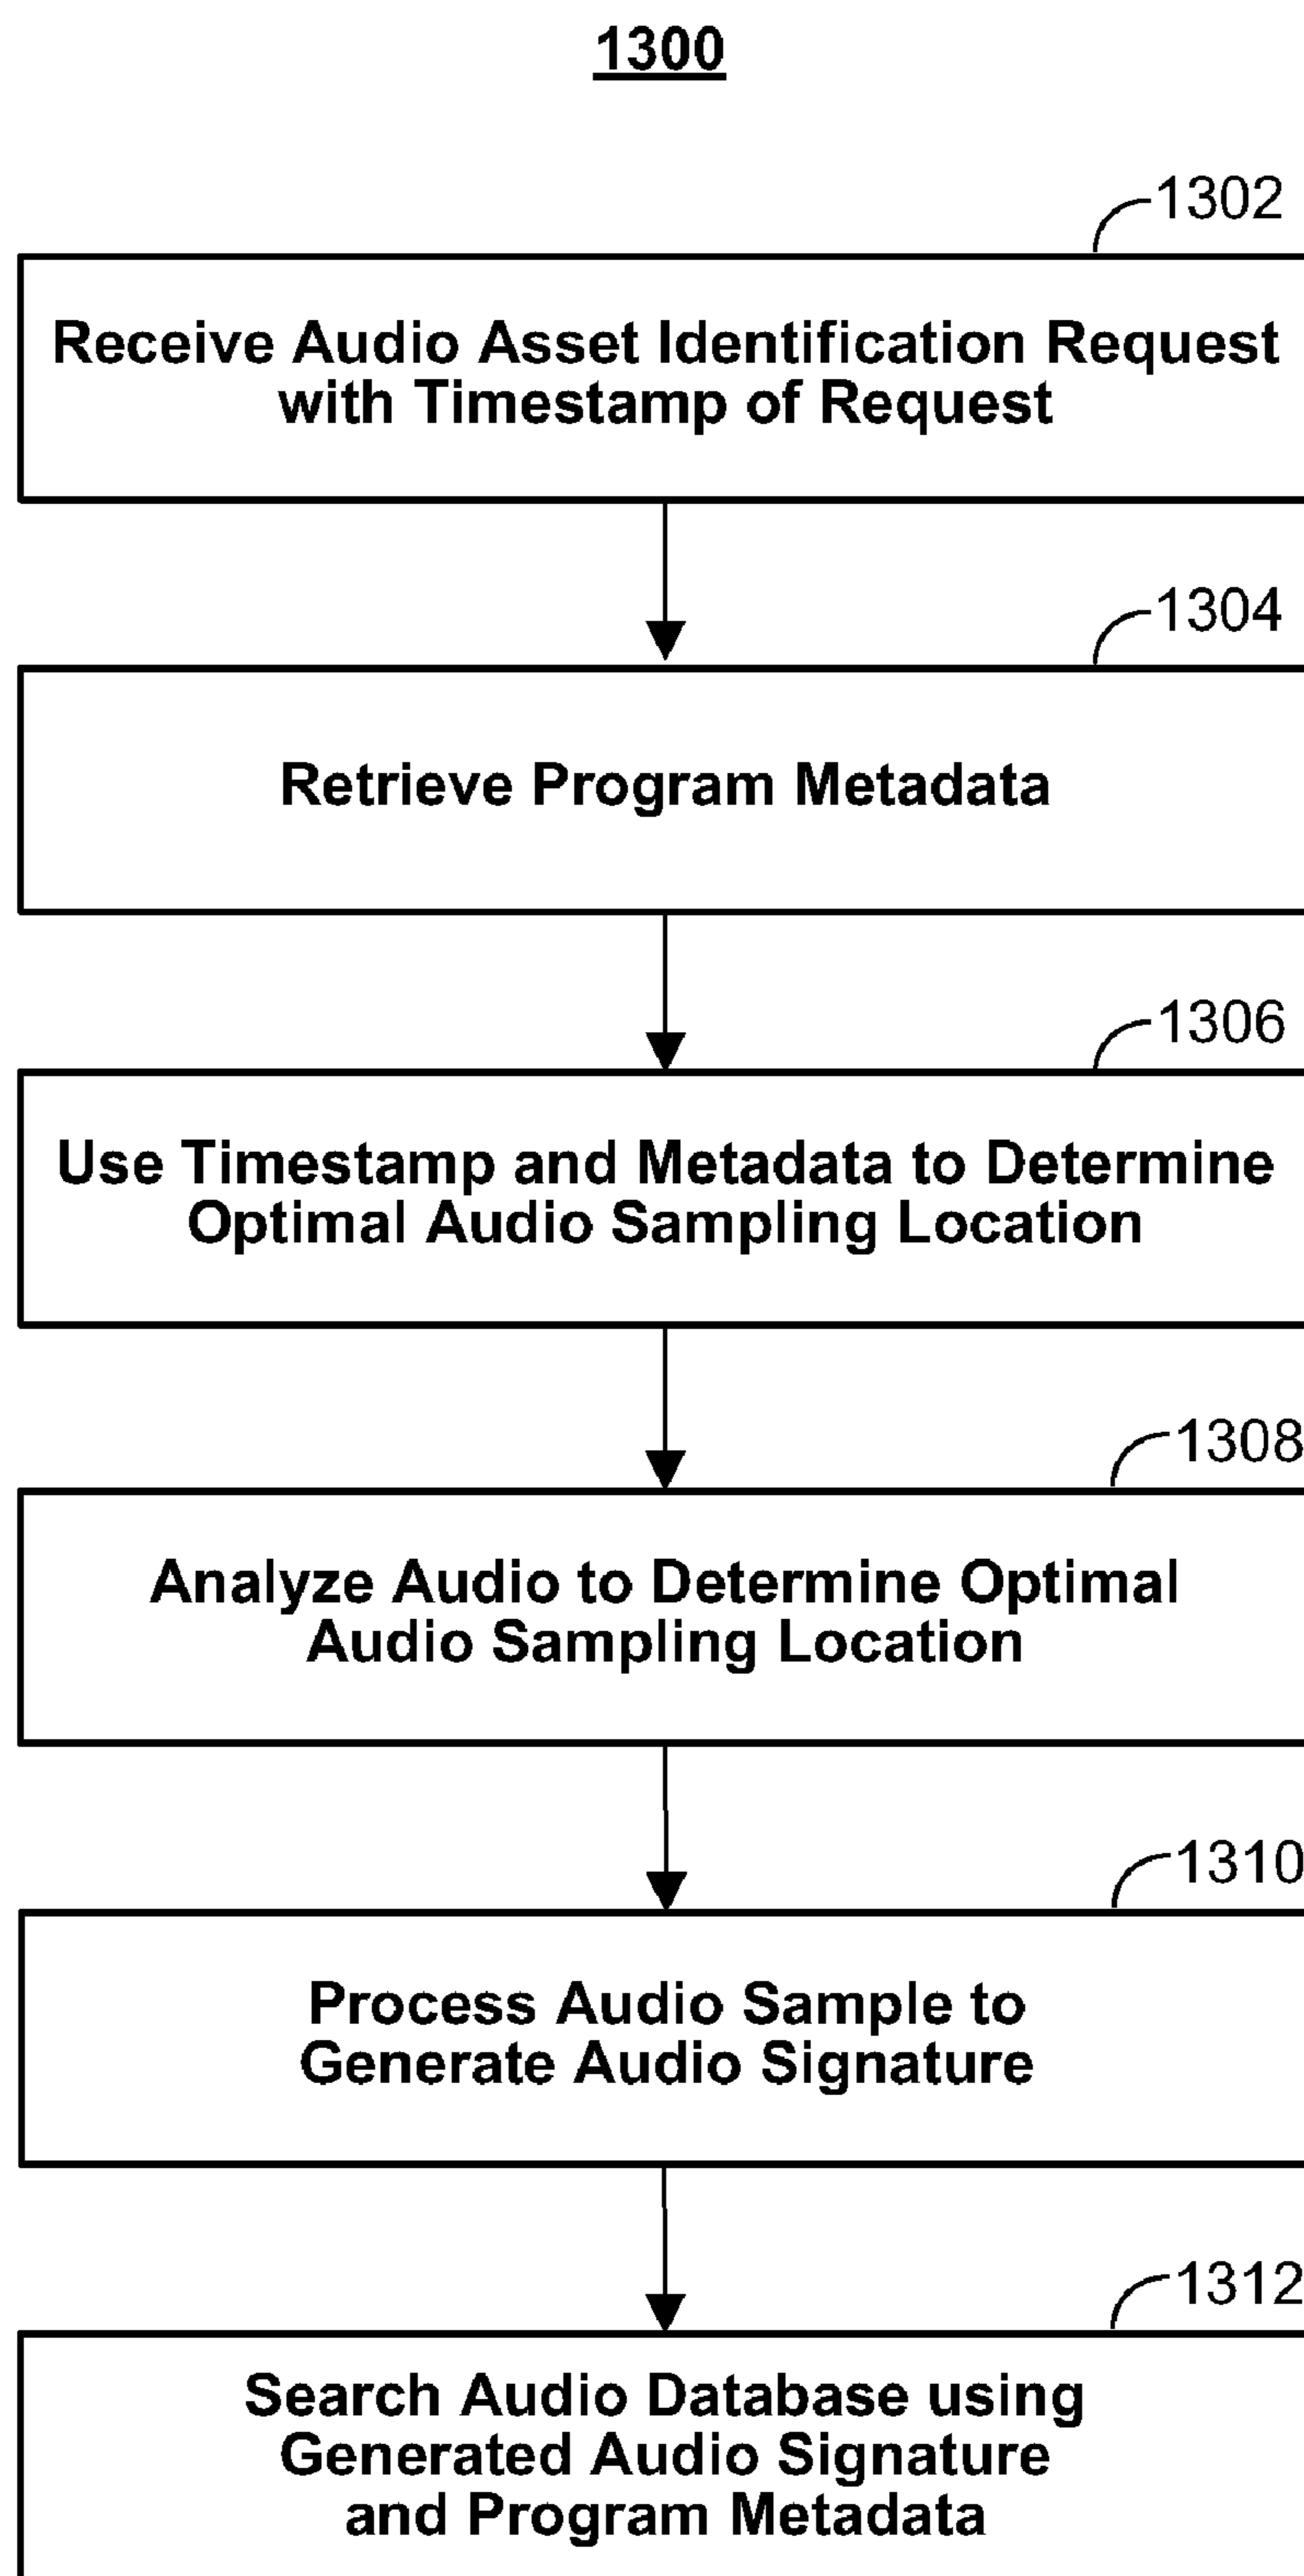 1300
1302
Receive Audio Asset Identification Request
with Timestamp of Request
1304
Retrieve Program Metadata
1306
Use Timestamp and Metadata to Determine
Optimal Audio Sampling Location
1308
Analyze Audio to Determine Optimal
Audio Sampling Location
1310
Process Audio Sample to
Generate Audio Signature
1312
Search Audio Database using
Generated Audio Signature
and Program Metadata